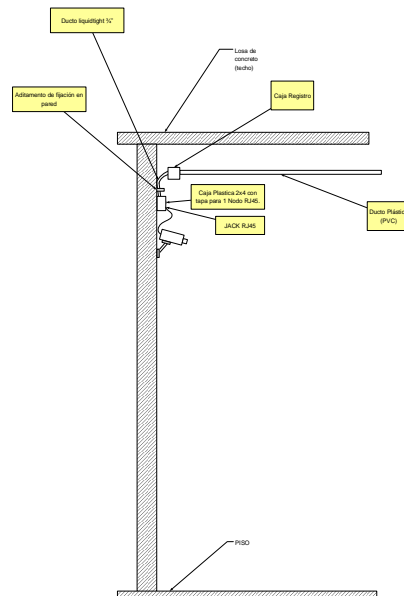 Ducto liquidtight ¾"
Losa de
concreto
(techo)
Aditamento de fijación en
pared
Caja Registro
Caja Plastica 2x4 con
tapa para 1 Nodo RJ45.
JACK RJ45
Ducto Plástico
(PVC)
PISO